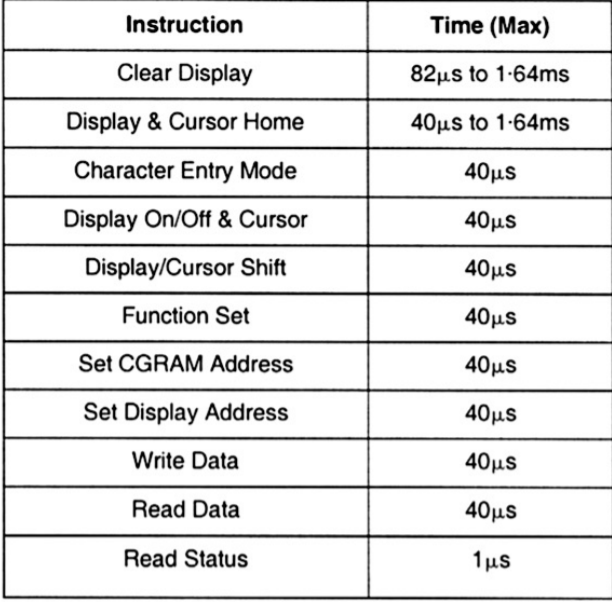 Instruction Time (Max)
Clear Display 82μs to 1·64ms
Display & Cursor Home 40μs to 1·64ms
Character Entry Mode 40μs
Display On/Off & Cursor 40μs
Display/Cursor Shift 40μs
Function Set 40μs
Set CGRAM Address 40μs
Set Display Address 40μs
Write Data 40μs
Read Data 40μs
Read Status 1μs